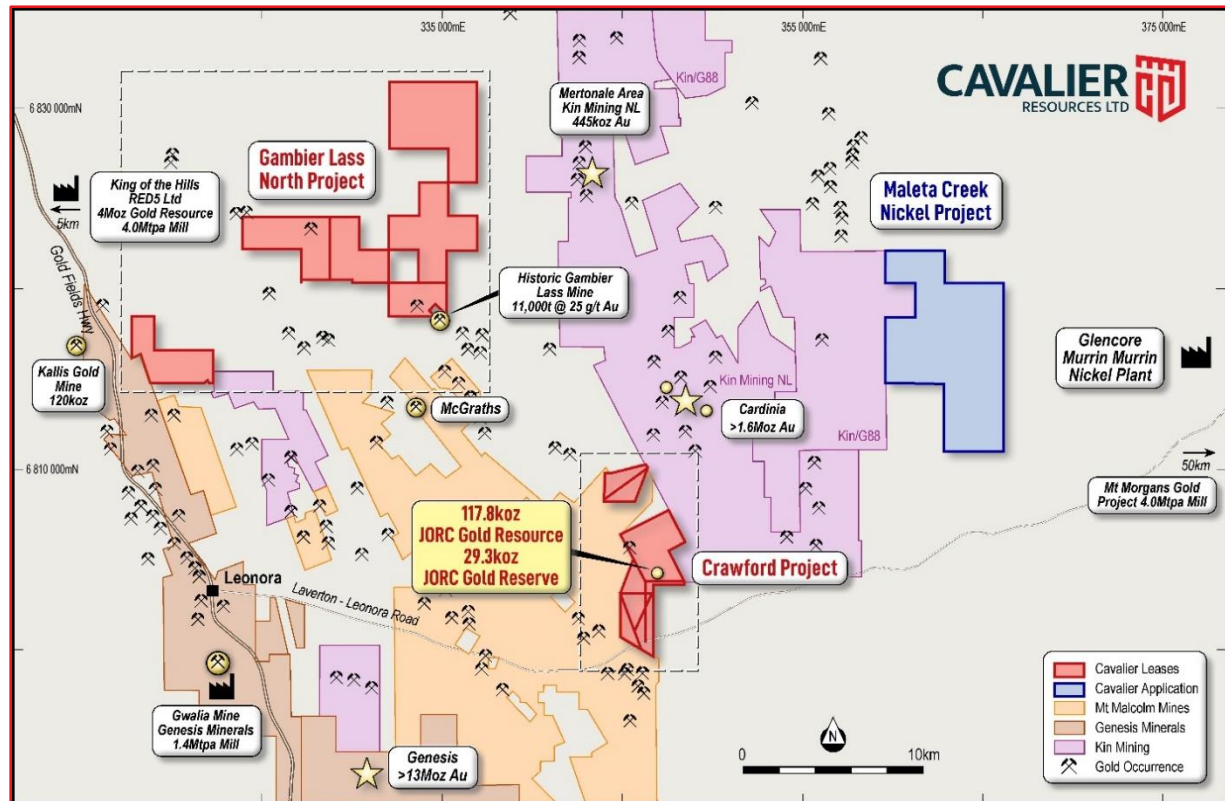 335 000mE
355 000mE
375 000mE
6 830 000mN
6 810 000mN
CAVALIER
RESOURCES LTD
Kin/G88
Mertonale Area
Kin Mining NL
445koz Au
Gambier Lass
North Project
King of the Hills
RED5 Ltd
4Moz Gold Resource
4.0Mtpa Mill
5km
Gold Fields Hwy
Maleta Creek
Nickel Project
Historic Gambier
Lass Mine
11,000t @ 25 g/t Au
Kailis Gold
Mine
120koz
McGraths
Kin Mining NL
Cardinia
>1.6Moz Au
Kin/G88
Glencore
Murrin Murrin
Nickel Plant
50km
Mt Morgans Gold
Project 4.0Mtpa Mill
117.8koz
JORC Gold Resource
29.3koz
JORC Gold Reserve
Crawford Project
Leonora
Laverton - Leonora Road
Gwalia Mine
Genesis Minerals
1.4Mtpa Mill
Genesis
>13Moz Au
N
0
10km
Cavalier Leases
Cavalier Application
Mt Malcolm Mines
Genesis Minerals
Kin Mining
Gold Occurrence